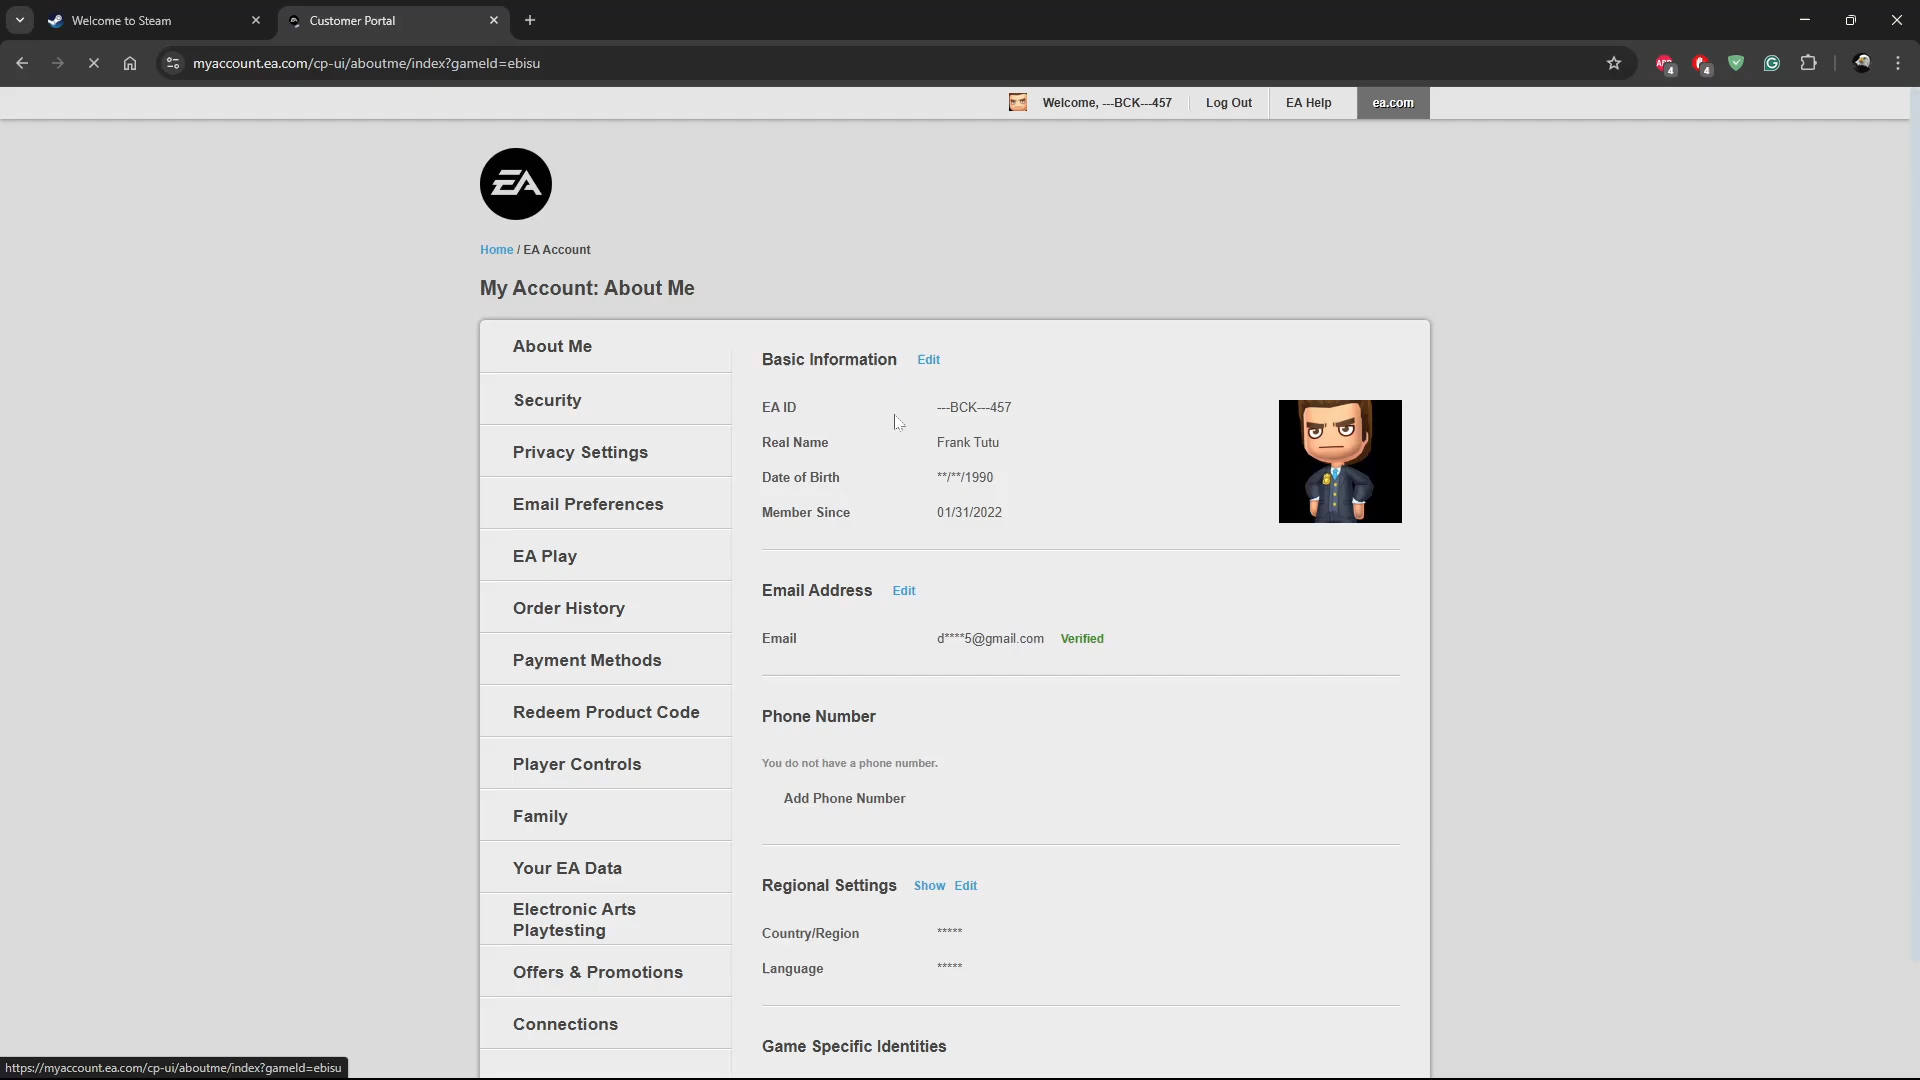 Welcome to Steam
Customer Portal
myaccount.ea.com/cp-ui/aboutme/index?gameId=ebisu
4
4
Welcome, ---BCK---457
Log Out
EA Help
ea.com
EA
Home / EA Account
My Account: About Me
About Me
Security
Privacy Settings
Email Preferences
EA Play
Order History
Payment Methods
Redeem Product Code
Player Controls
Family
Your EA Data
Electronic Arts
Playtesting
Offers & Promotions
Connections
Basic Information Edit
EA ID ---BCK---457
Real Name Frank Tutu
Date of Birth **/**/1990
Member Since 01/31/2022
Email Address Edit
Email d****5@gmail.com Verified
Phone Number
You do not have a phone number.
Add Phone Number
Regional Settings Show Edit
Country/Region *****
Language *****
Game Specific Identities
https://myaccount.ea.com/cp-ui/aboutme/index?gameId=ebisu